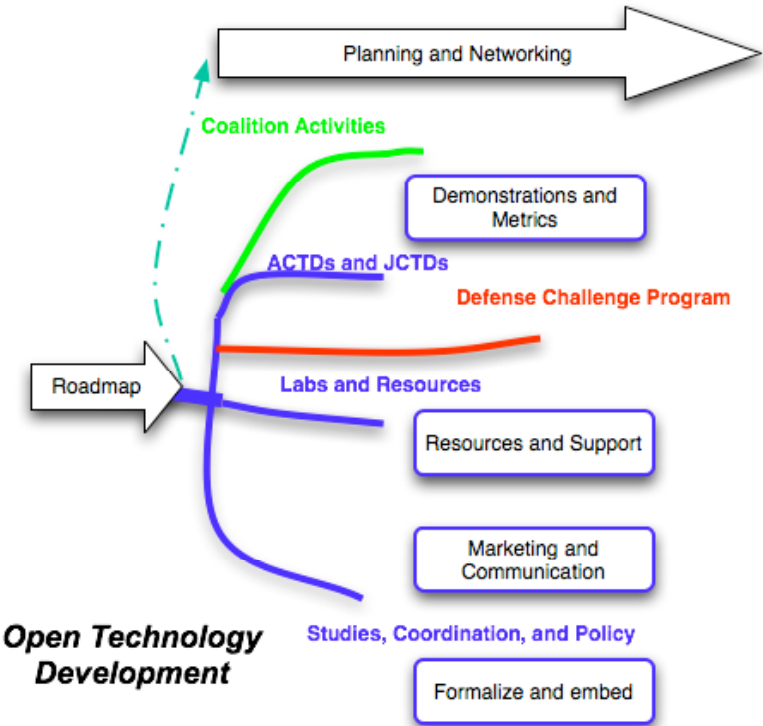 Planning and Networking
Coalition Activities
Demonstrations and
Metrics
ACTDs and JCTDs
Defense Challenge Program
Roadmap
Labs and Resources
Resources and Support
Marketing and
Communication
Open Technology
Development
Studies, Coordination, and Policy
Formalize and embed